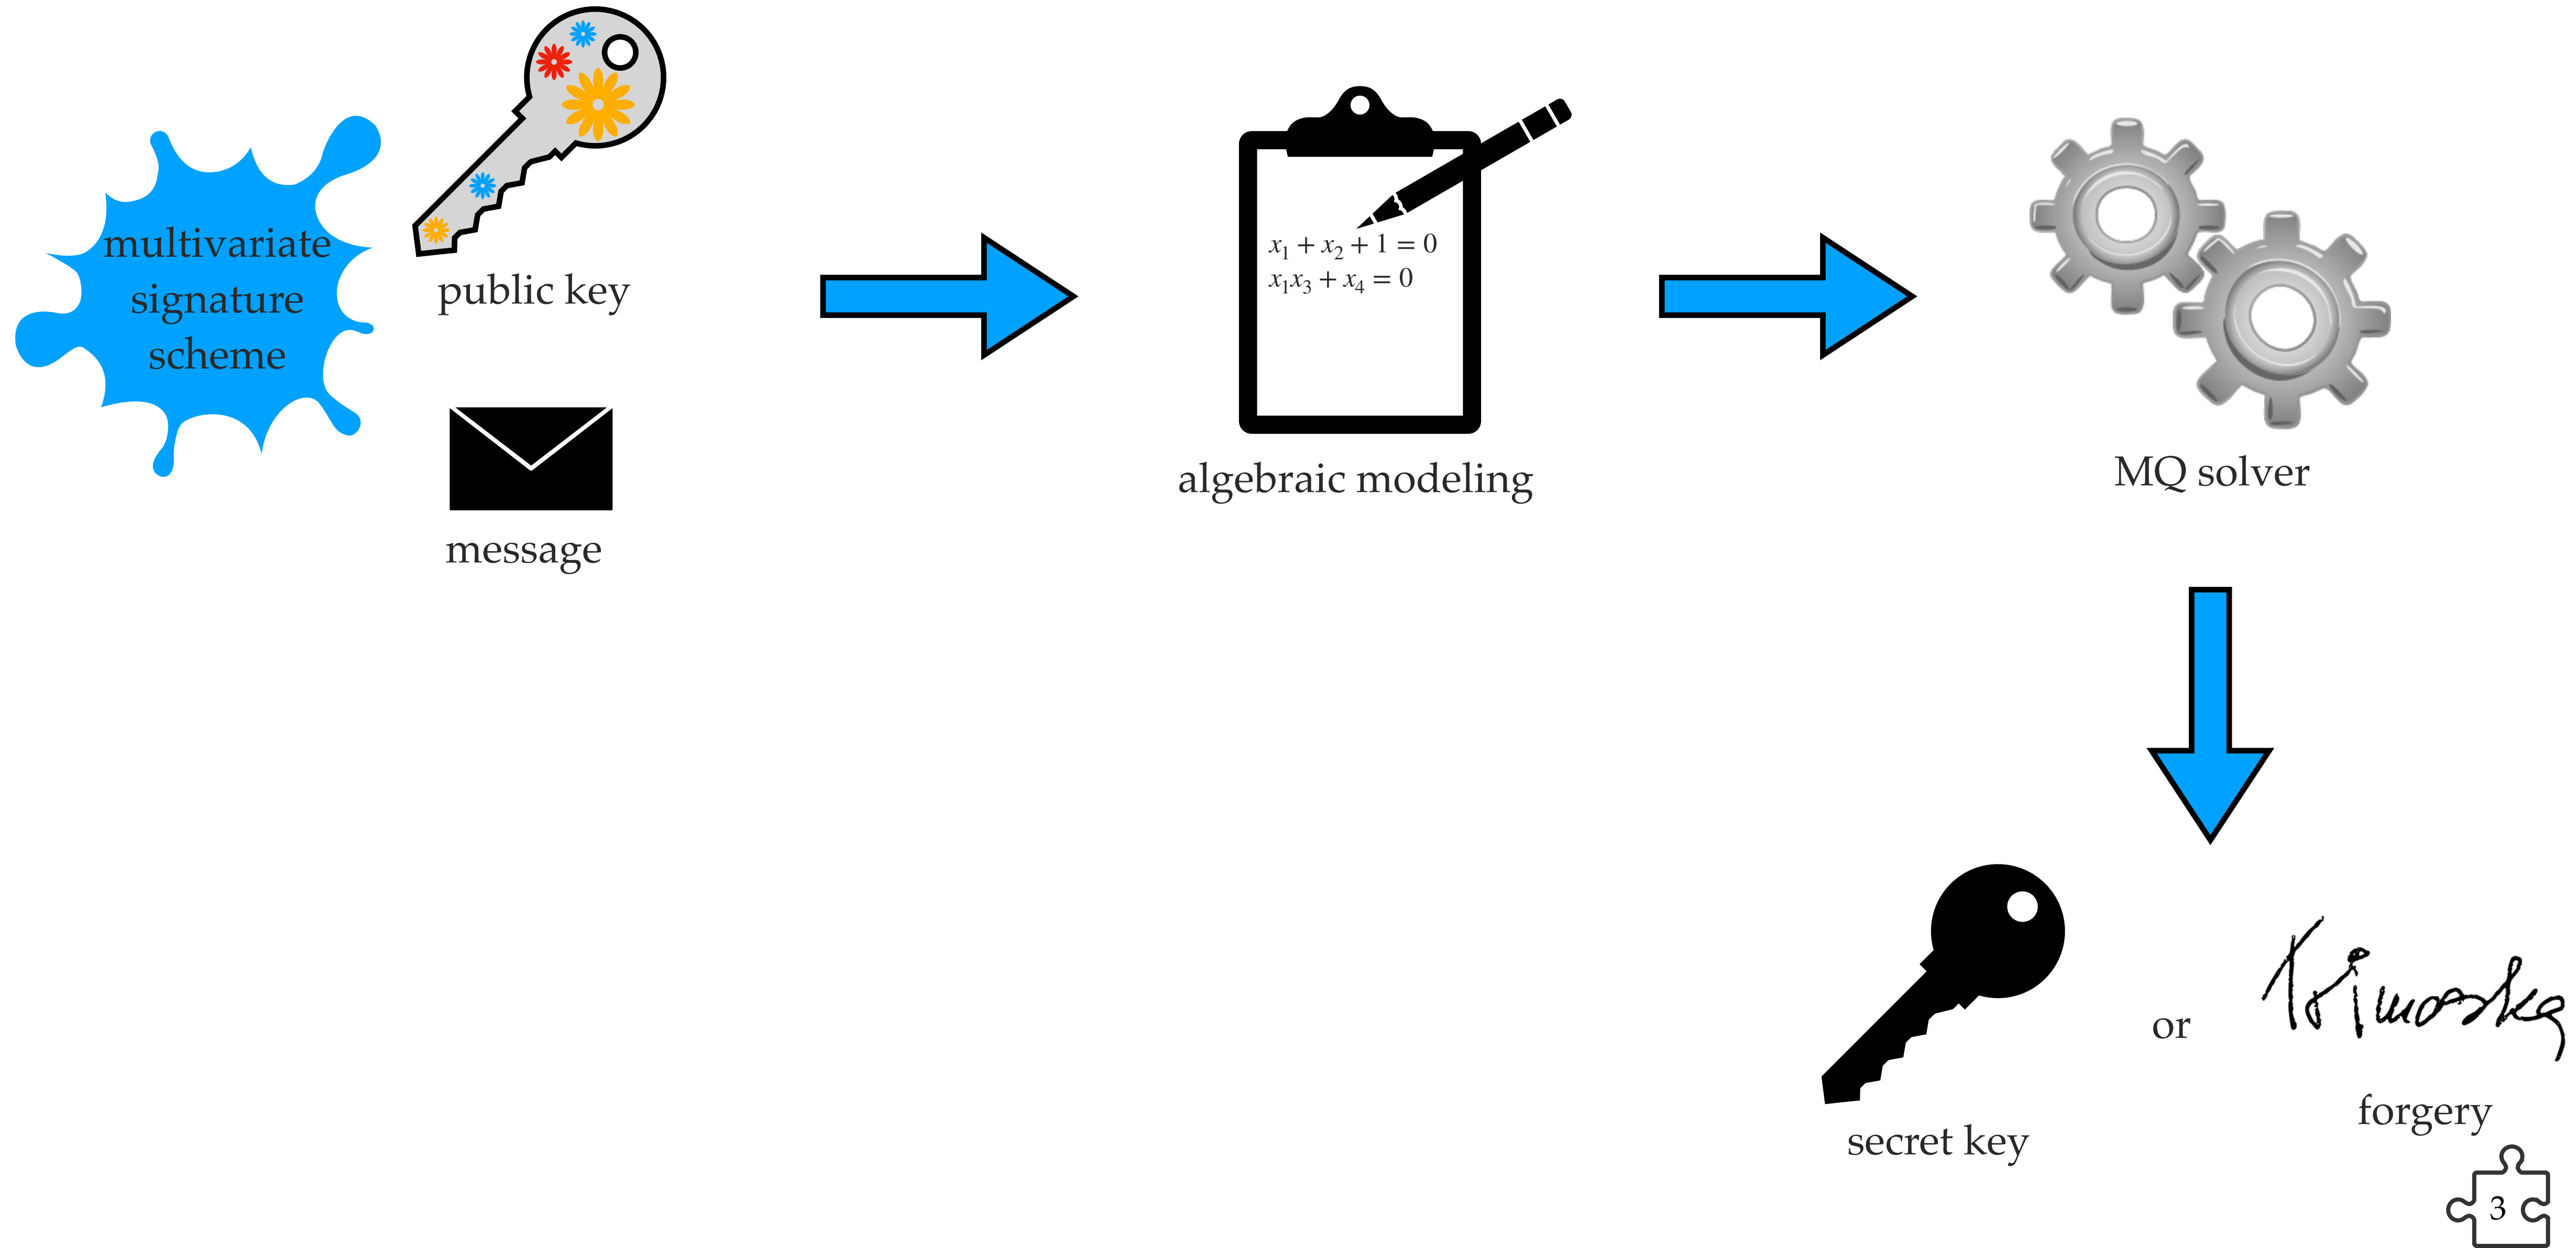 multivariate
signature
scheme
public key
message
x₁ + x₂ + 1 = 0
x₁x₃ + x₄ = 0
algebraic modeling
MQ solver
secret key
or
Trimoska
forgery
3